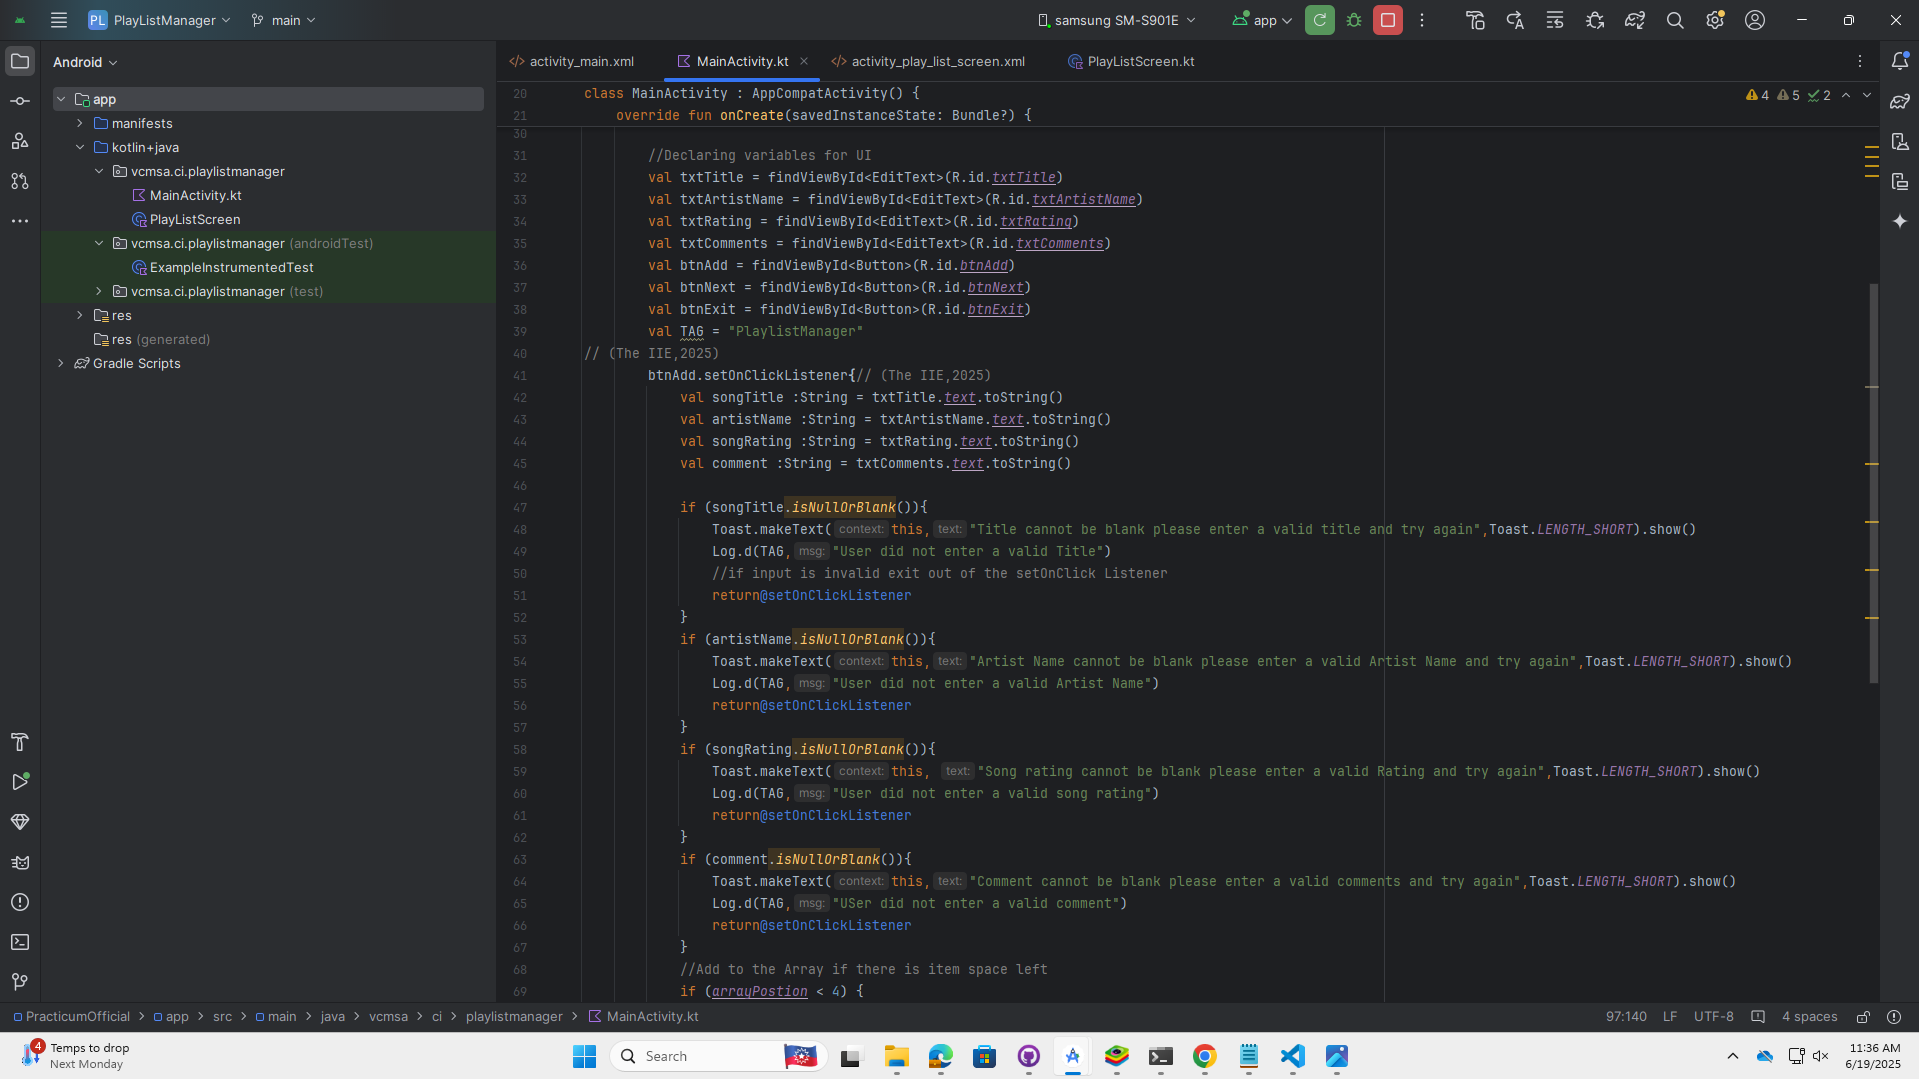 PL PlayListManager main samsung SM-S901E app
Android
app
manifests
kotlin+java
vcmsa.ci.playlistmanager
MainActivity.kt
PlayListScreen
vcmsa.ci.playlistmanager (androidTest)
ExampleInstrumentedTest
vcmsa.ci.playlistmanager (test)
res
res (generated)
Gradle Scripts
activity_main.xml MainActivity.kt activity_play_list_screen.xml PlayListScreen.kt
4 5 2
20 class MainActivity : AppCompatActivity() {
21 override fun onCreate(savedInstanceState: Bundle?) {
30
31 //Declaring variables for UI
32 val txtTitle = findViewById<EditText>(R.id.txtTitle)
33 val txtArtistName = findViewById<EditText>(R.id.txtArtistName)
34 val txtRating = findViewById<EditText>(R.id.txtRating)
35 val txtComments = findViewById<EditText>(R.id.txtComments)
36 val btnAdd = findViewById<Button>(R.id.btnAdd)
37 val btnNext = findViewById<Button>(R.id.btnNext)
38 val btnExit = findViewById<Button>(R.id.btnExit)
39 val TAG = "PlaylistManager"
40 // (The IIE,2025)
41 btnAdd.setOnClickListener{// (The IIE,2025)
42 val songTitle :String = txtTitle.text.toString()
43 val artistName :String = txtArtistName.text.toString()
44 val songRating :String = txtRating.text.toString()
45 val comment :String = txtComments.text.toString()
46
47 if (songTitle.isNullOrBlank()){
48 Toast.makeText( context: this, text: "Title cannot be blank please enter a valid title and try again",Toast.LENGTH_SHORT).show()
49 Log.d(TAG, msg: "User did not enter a valid Title")
50 //if input is invalid exit out of the setOnClick Listener
51 return@setOnClickListener
52 }
53 if (artistName.isNullOrBlank()){
54 Toast.makeText( context: this, text: "Artist Name cannot be blank please enter a valid Artist Name and try again",Toast.LENGTH_SHORT).show()
55 Log.d(TAG, msg: "User did not enter a valid Artist Name")
56 return@setOnClickListener
57 }
58 if (songRating.isNullOrBlank()){
59 Toast.makeText( context: this, text: "Song rating cannot be blank please enter a valid Rating and try again",Toast.LENGTH_SHORT).show()
60 Log.d(TAG, msg: "User did not enter a valid song rating")
61 return@setOnClickListener
62 }
63 if (comment.isNullOrBlank()){
64 Toast.makeText( context: this, text: "Comment cannot be blank please enter a valid comments and try again",Toast.LENGTH_SHORT).show()
65 Log.d(TAG, msg: "USer did not enter a valid comment")
66 return@setOnClickListener
67 }
68 //Add to the Array if there is item space left
69 if (arrayPostion < 4) {
PracticumOfficial > app > src > main > java > vcmsa > ci > playlistmanager > MainActivity.kt 97:140 LF UTF-8 4 spaces
4 Temps to drop
Next Monday
Search
11:36 AM
6/19/2025